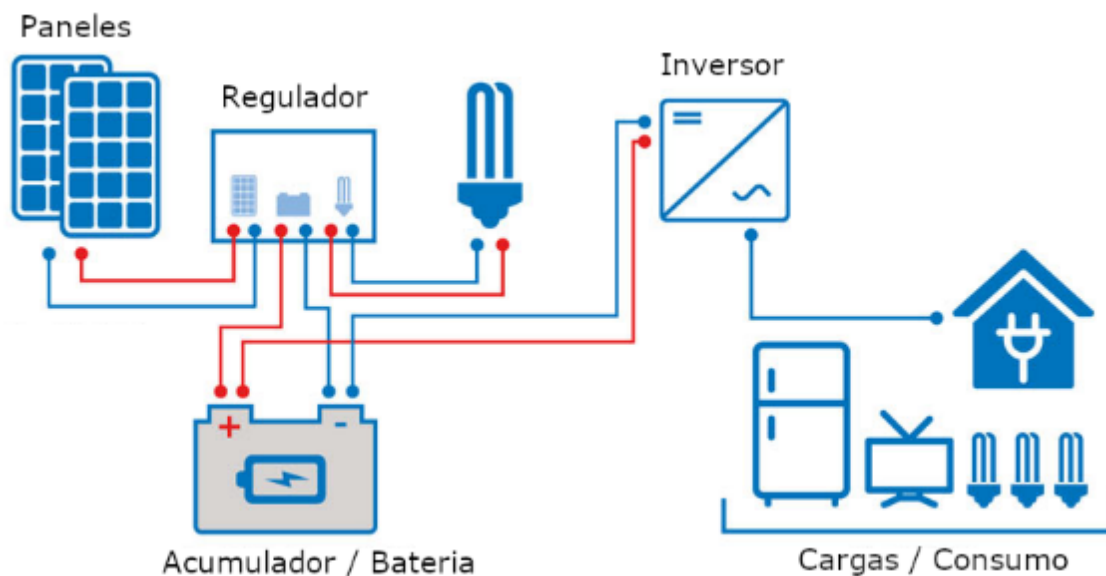 Paneles
Regulador
Inversor
+ -
Acumulador / Bateria
Cargas / Consumo